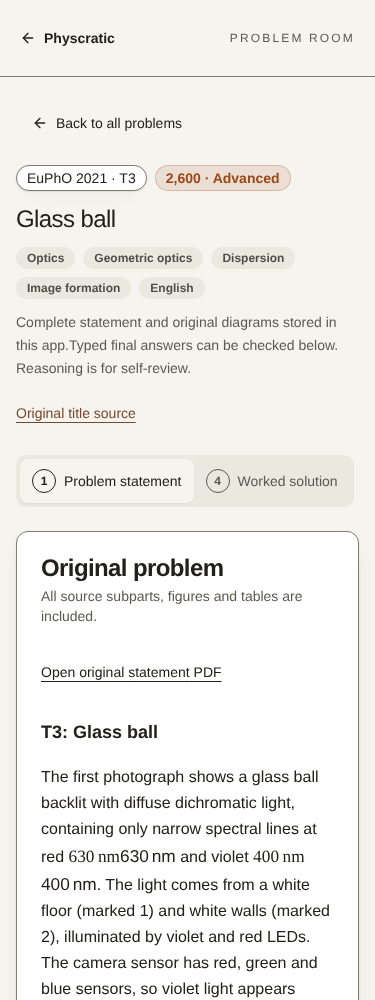 Physcratic
PROBLEM ROOM
Back to all problems
EuPhO 2021 · T3
2,600 · Advanced
Glass ball
Optics
Geometric optics
Dispersion
Image formation
English
Complete statement and original diagrams stored in
this app.Typed final answers can be checked below.
Reasoning is for self-review.
Original title source
1 Problem statement
4 Worked solution
Original problem
All source subparts, figures and tables are
included.
Open original statement PDF
T3: Glass ball
The first photograph shows a glass ball
backlit with diffuse dichromatic light,
containing only narrow spectral lines at
red 630 nm630 nm and violet 400 nm
400 nm. The light comes from a white
floor (marked 1) and white walls (marked
2), illuminated by violet and red LEDs.
The camera sensor has red, green and
blue sensors, so violet light appears